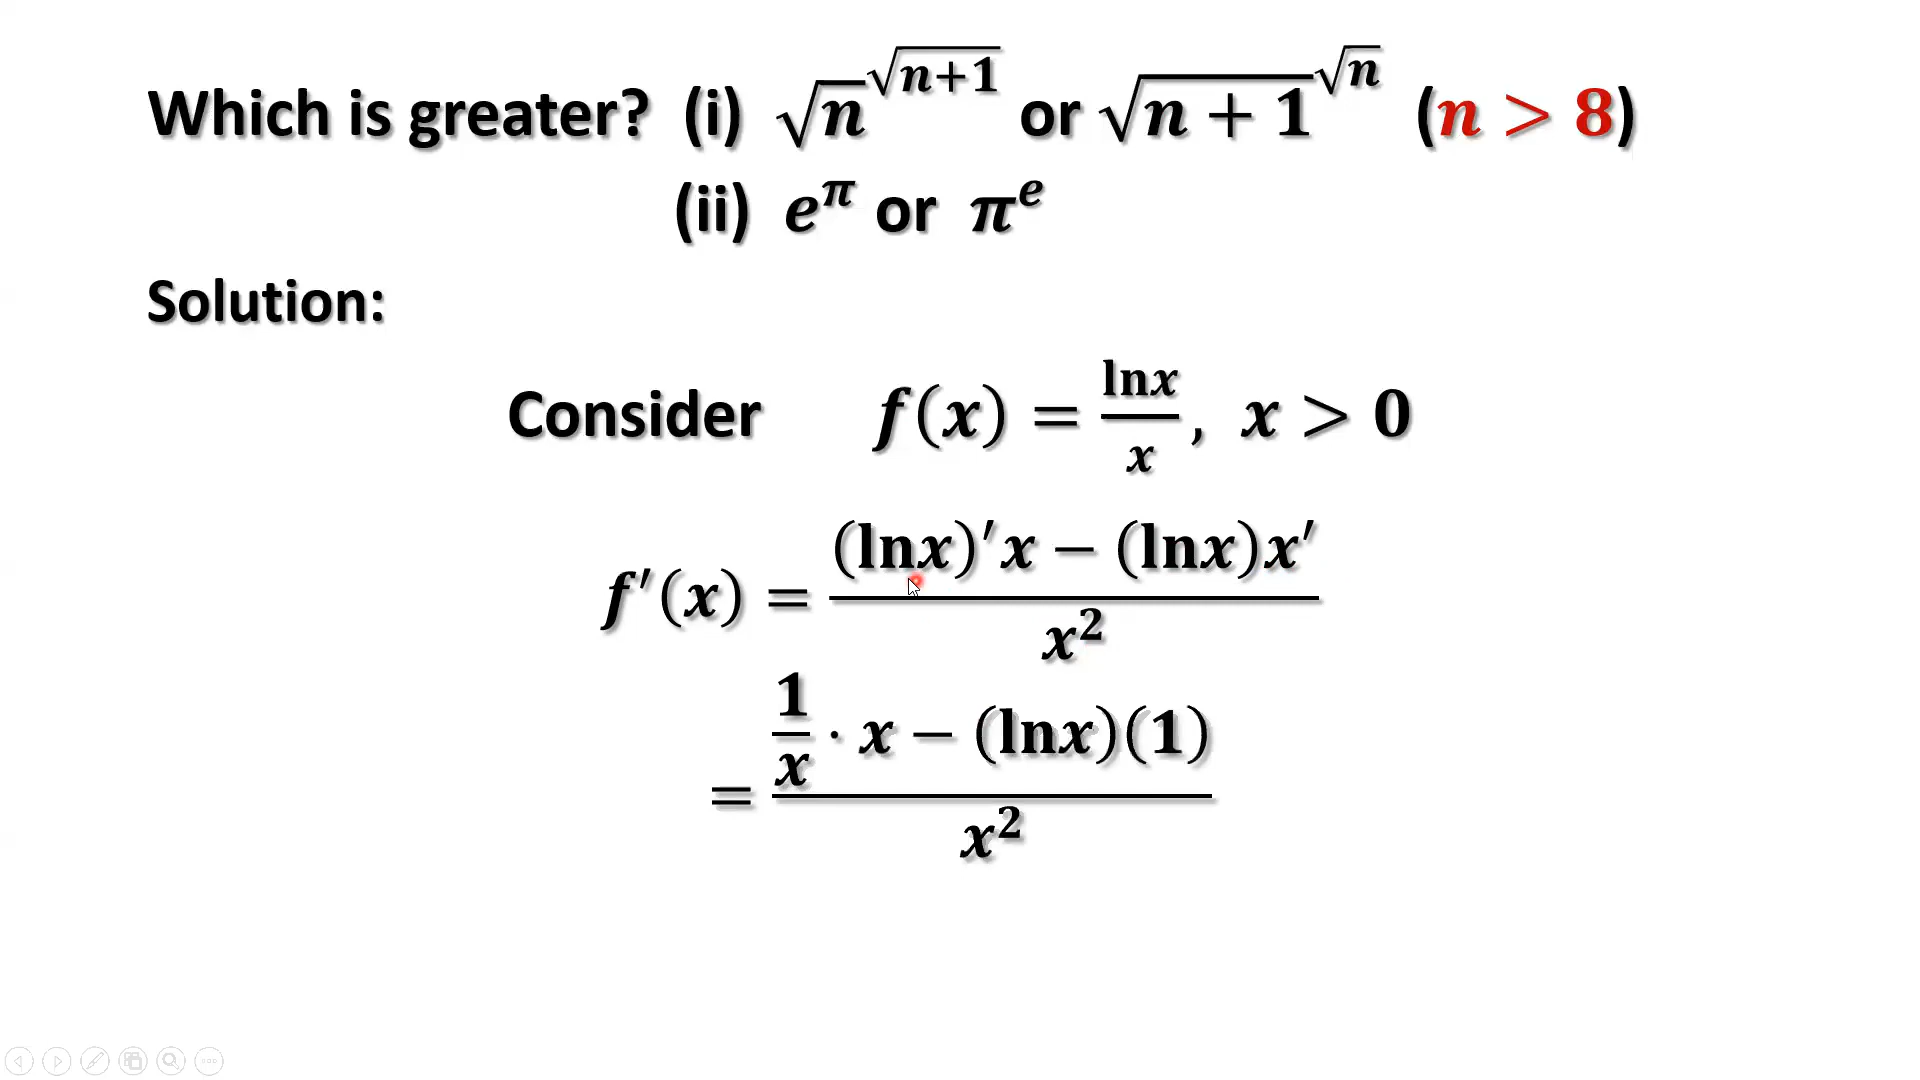 Which is greater? (i) √n^√(n+1) or √(n+1)^√n (n > 8)
(ii) e^π or π^e
Solution:
Consider f(x) = lnx/x, x > 0
f′(x) = ((lnx)′x − (lnx)x′)/x²
= (1/x · x − (lnx)(1))/x²